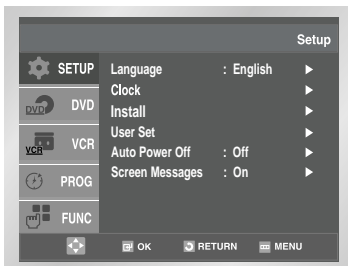 Setup
SETUP
DVD
DVD
VCR
VCR
PROG
FUNC
Language : English ▶
Clock ▶
Install ▶
User Set ▶
Auto Power Off : Off ▶
Screen Messages : On ▶
OK RETURN MENU